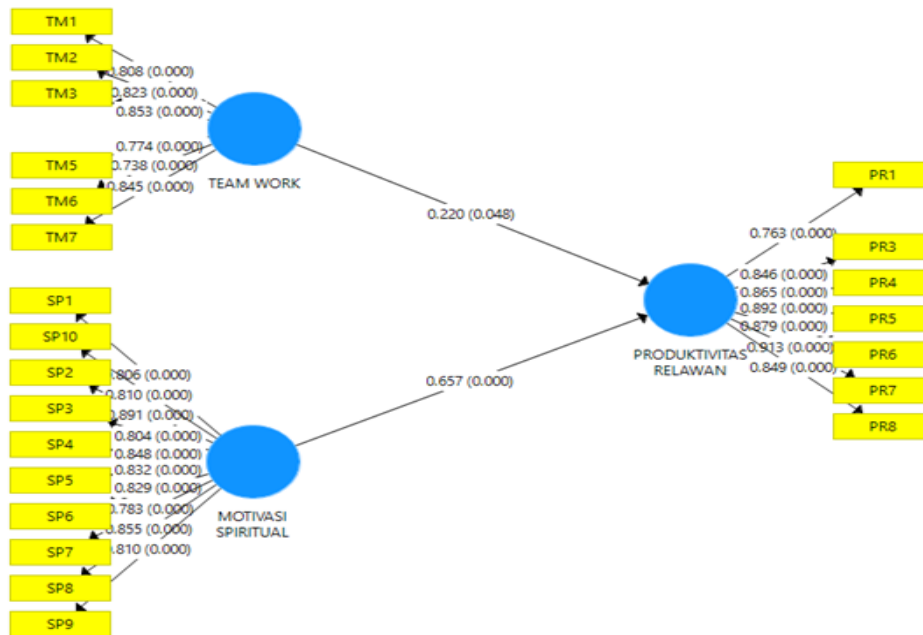 TM1
TM2
TM3
TM5
TM6
TM7
0.808 (0.000)
0.823 (0.000)
0.853 (0.000)
0.774 (0.000)
0.738 (0.000)
0.845 (0.000)
TEAM WORK
0.220 (0.048)
SP1
SP10
SP2
SP3
SP4
SP5
SP6
SP7
SP8
SP9
0.806 (0.000)
0.810 (0.000)
0.891 (0.000)
0.804 (0.000)
0.848 (0.000)
0.832 (0.000)
0.829 (0.000)
0.783 (0.000)
0.855 (0.000)
0.810 (0.000)
MOTIVASI
SPIRITUAL
0.657 (0.000)
PRODUKTIVITAS
RELAWAN
0.763 (0.000)
0.846 (0.000)
0.865 (0.000)
0.892 (0.000)
0.879 (0.000)
0.913 (0.000)
0.849 (0.000)
PR1
PR3
PR4
PR5
PR6
PR7
PR8